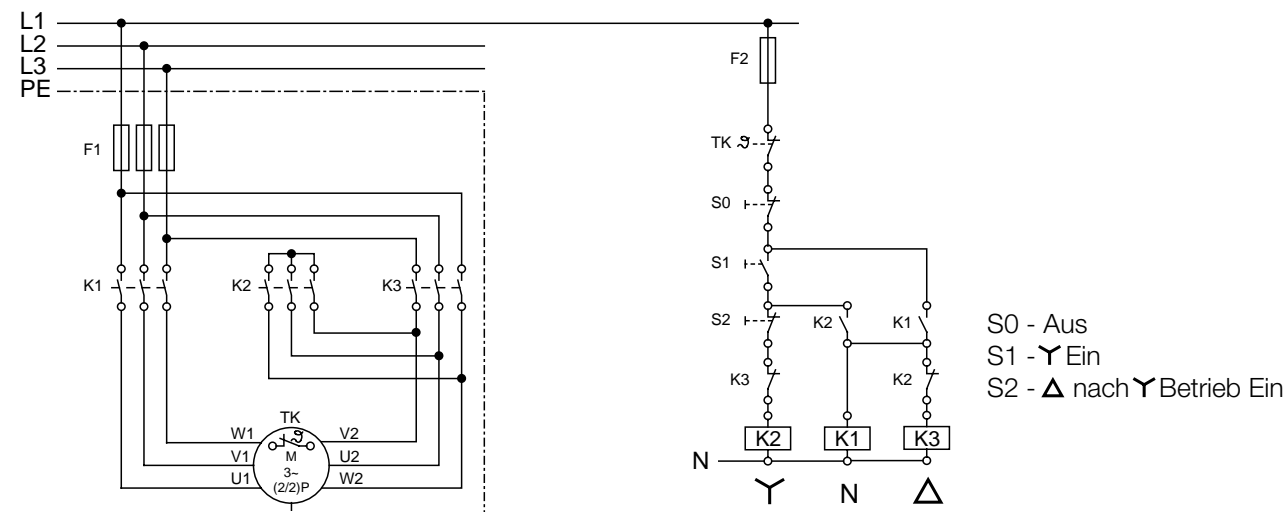 L1
L2
L3
PE
F1
F2
TK ϑ
S0
S1
S2
K1
K2
K3
K2
K1
K3
K2
K2
K1
K3
N
N
TK
ϑ
M
3~
(2/2)P
W1
V1
U1
V2
U2
W2
S0 - Aus
S1 - Y Ein
S2 - Δ nach Y Betrieb Ein
Y
Δ